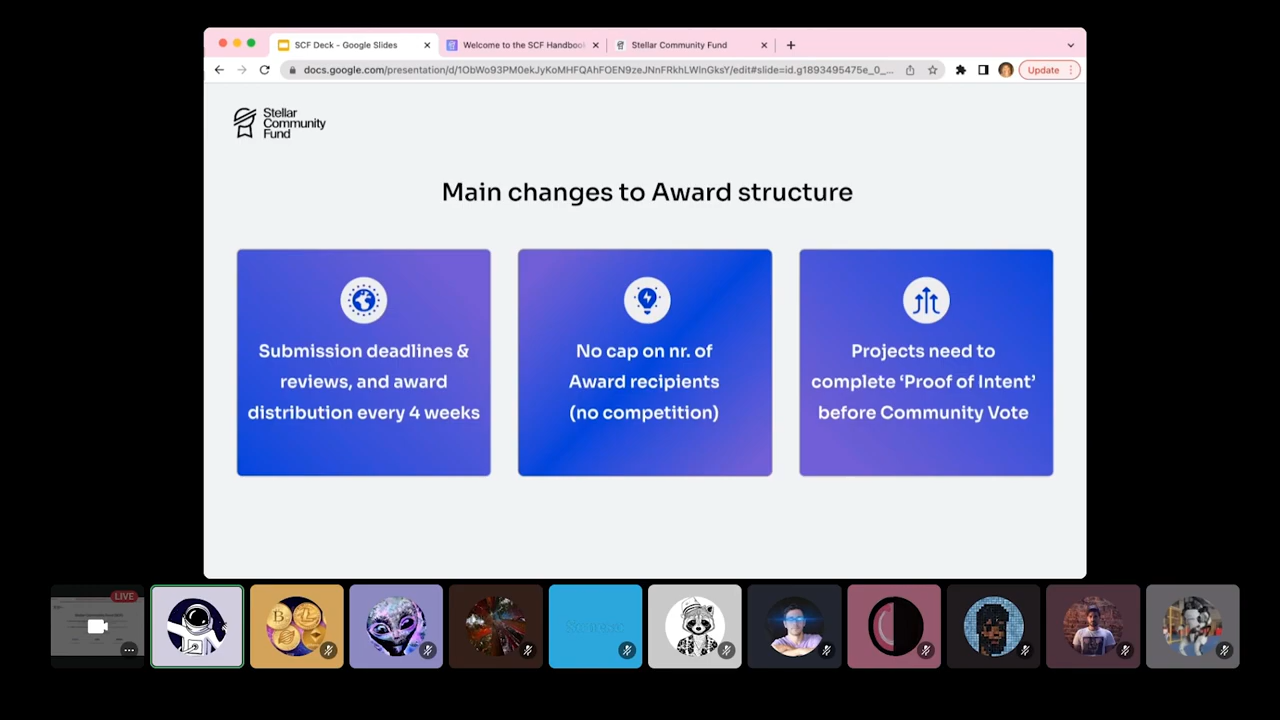 SCF Deck - Google Slides
Welcome to the SCF Handboo
Stellar Community Fund
docs.google.com/presentation/d/1ObWo93PM0ekJyKoMHFQAhFOEN9zeJNnFRkhLWlnGksY/edit#slide=id.g1893495475e_0_...
Update
Stellar
Community
Fund
Main changes to Award structure
Submission deadlines &
reviews, and award
distribution every 4 weeks
No cap on nr. of
Award recipients
(no competition)
Projects need to
complete ‘Proof of Intent’
before Community Vote
LIVE